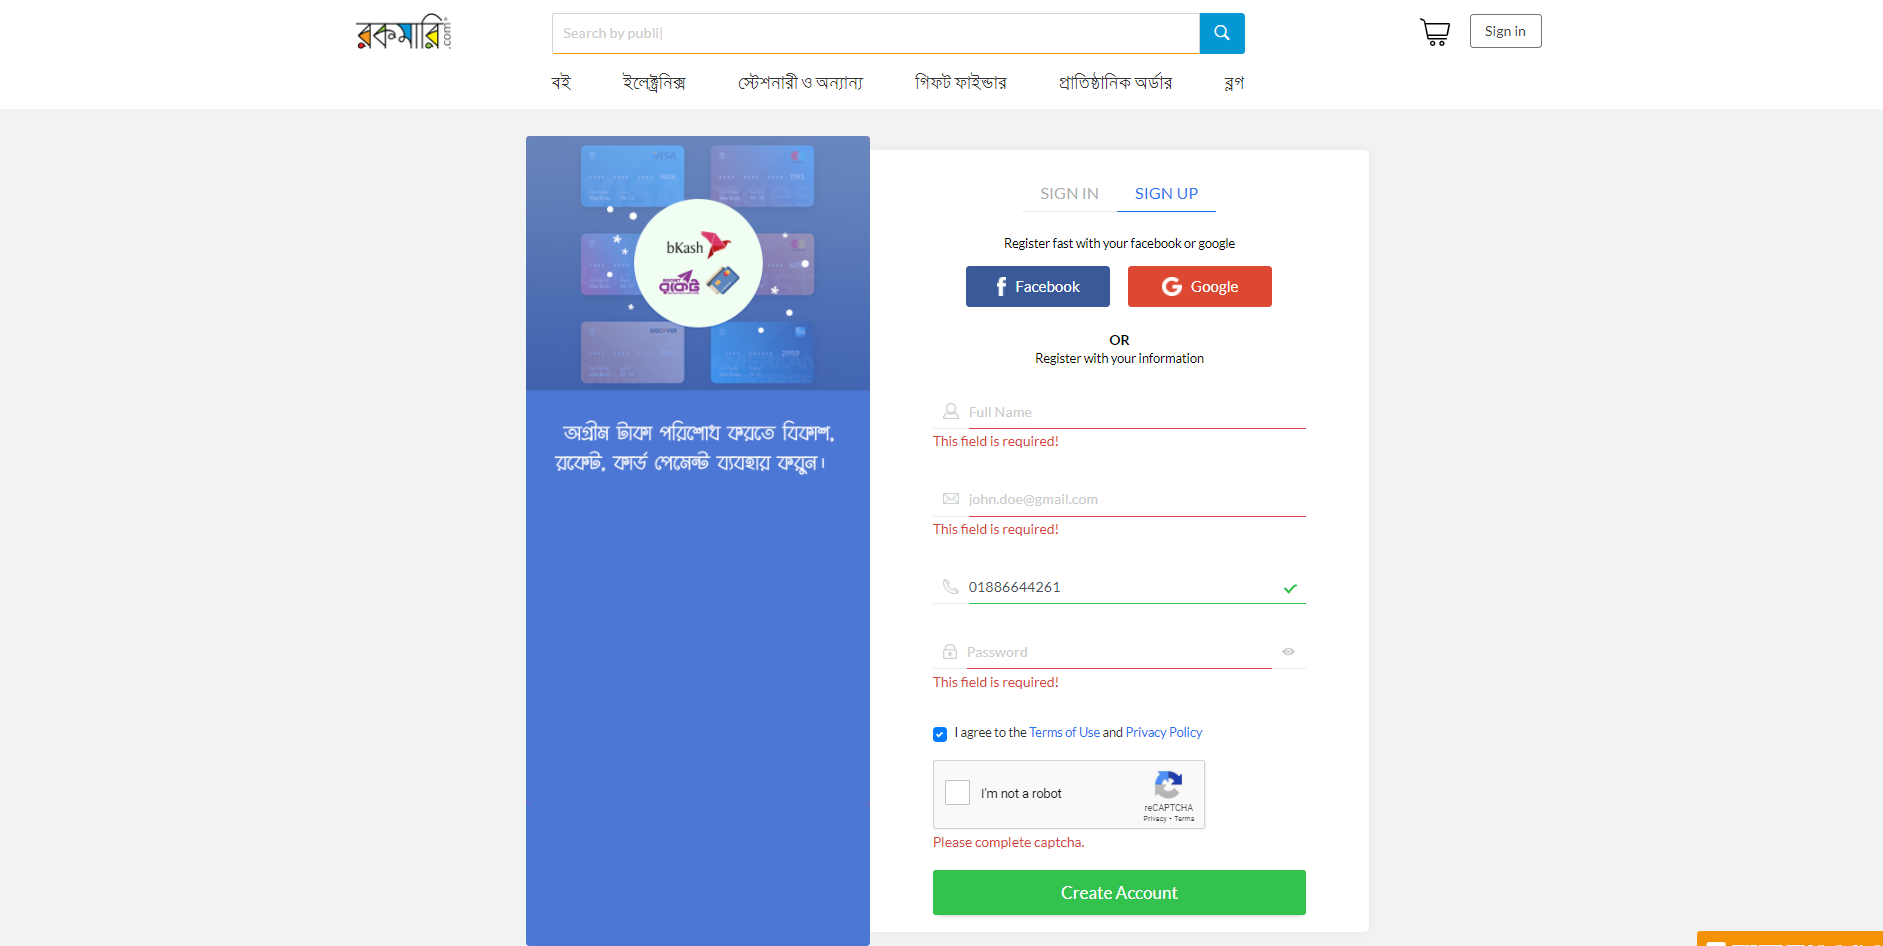 রকমারি.com
Search by publi
Sign in
বই ইলেক্ট্রনিক্স স্টেশনারী ও অন্যান্য গিফট ফাইন্ডার প্রাতিষ্ঠানিক অর্ডার ব্লগ
VISA
bKash
রকেট
DISCOVER
অগ্রীম টাকা পরিশোধ করতে বিকাশ,
রকেট, কার্ড পেমেন্ট ব্যবহার করুন।
SIGN IN SIGN UP
Register fast with your facebook or google
Facebook Google
OR
Register with your information
Full Name
This field is required!
john.doe@gmail.com
This field is required!
01886644261
Password
This field is required!
I agree to the Terms of Use and Privacy Policy
I'm not a robot
reCAPTCHA
Privacy - Terms
Please complete captcha.
Create Account